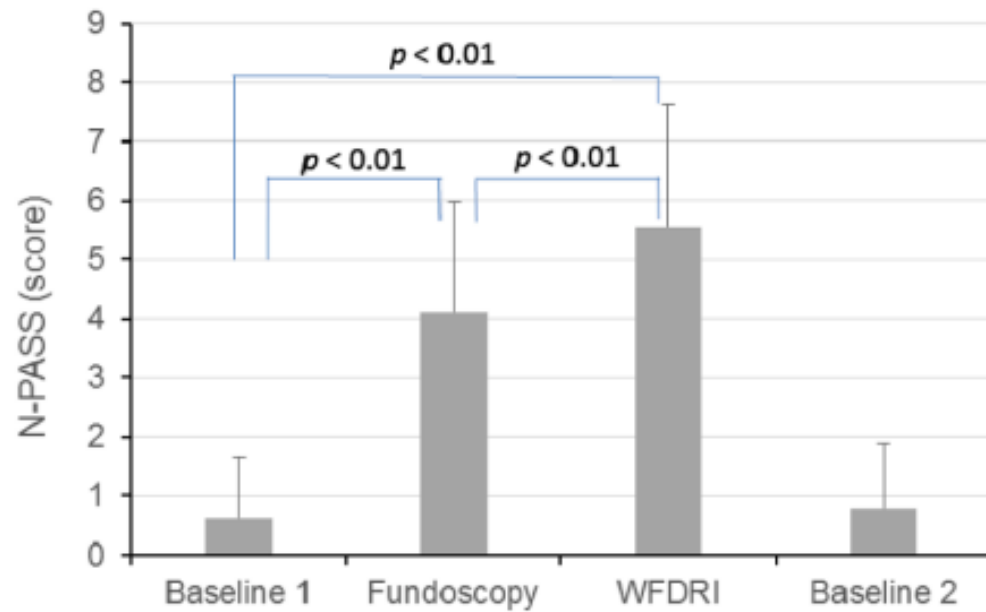 9
8
7
6
5
4
3
2
1
0
N-PASS (score)
p < 0.01
p < 0.01
p < 0.01
Baseline 1
Fundoscopy
WFDRI
Baseline 2